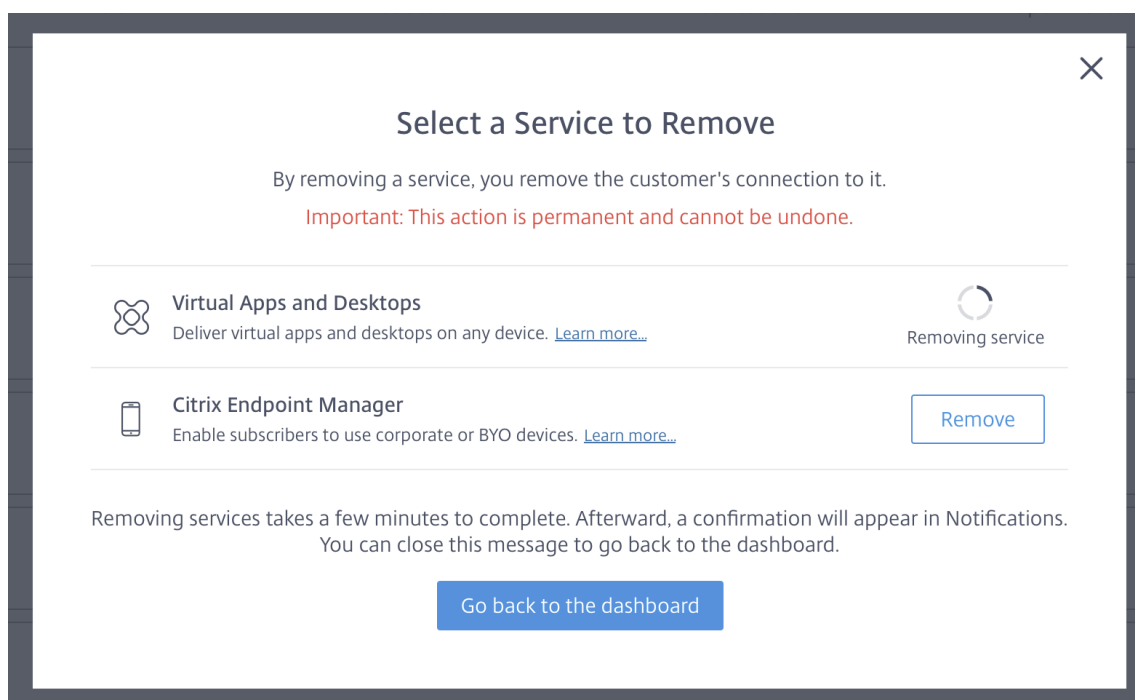 Select a Service to Remove
By removing a service, you remove the customer's connection to it.
Important: This action is permanent and cannot be undone.
Virtual Apps and Desktops
Deliver virtual apps and desktops on any device. Learn more...
Removing service
Citrix Endpoint Manager
Enable subscribers to use corporate or BYO devices. Learn more...
Remove
Removing services takes a few minutes to complete. Afterward, a confirmation will appear in Notifications.
You can close this message to go back to the dashboard.
Go back to the dashboard